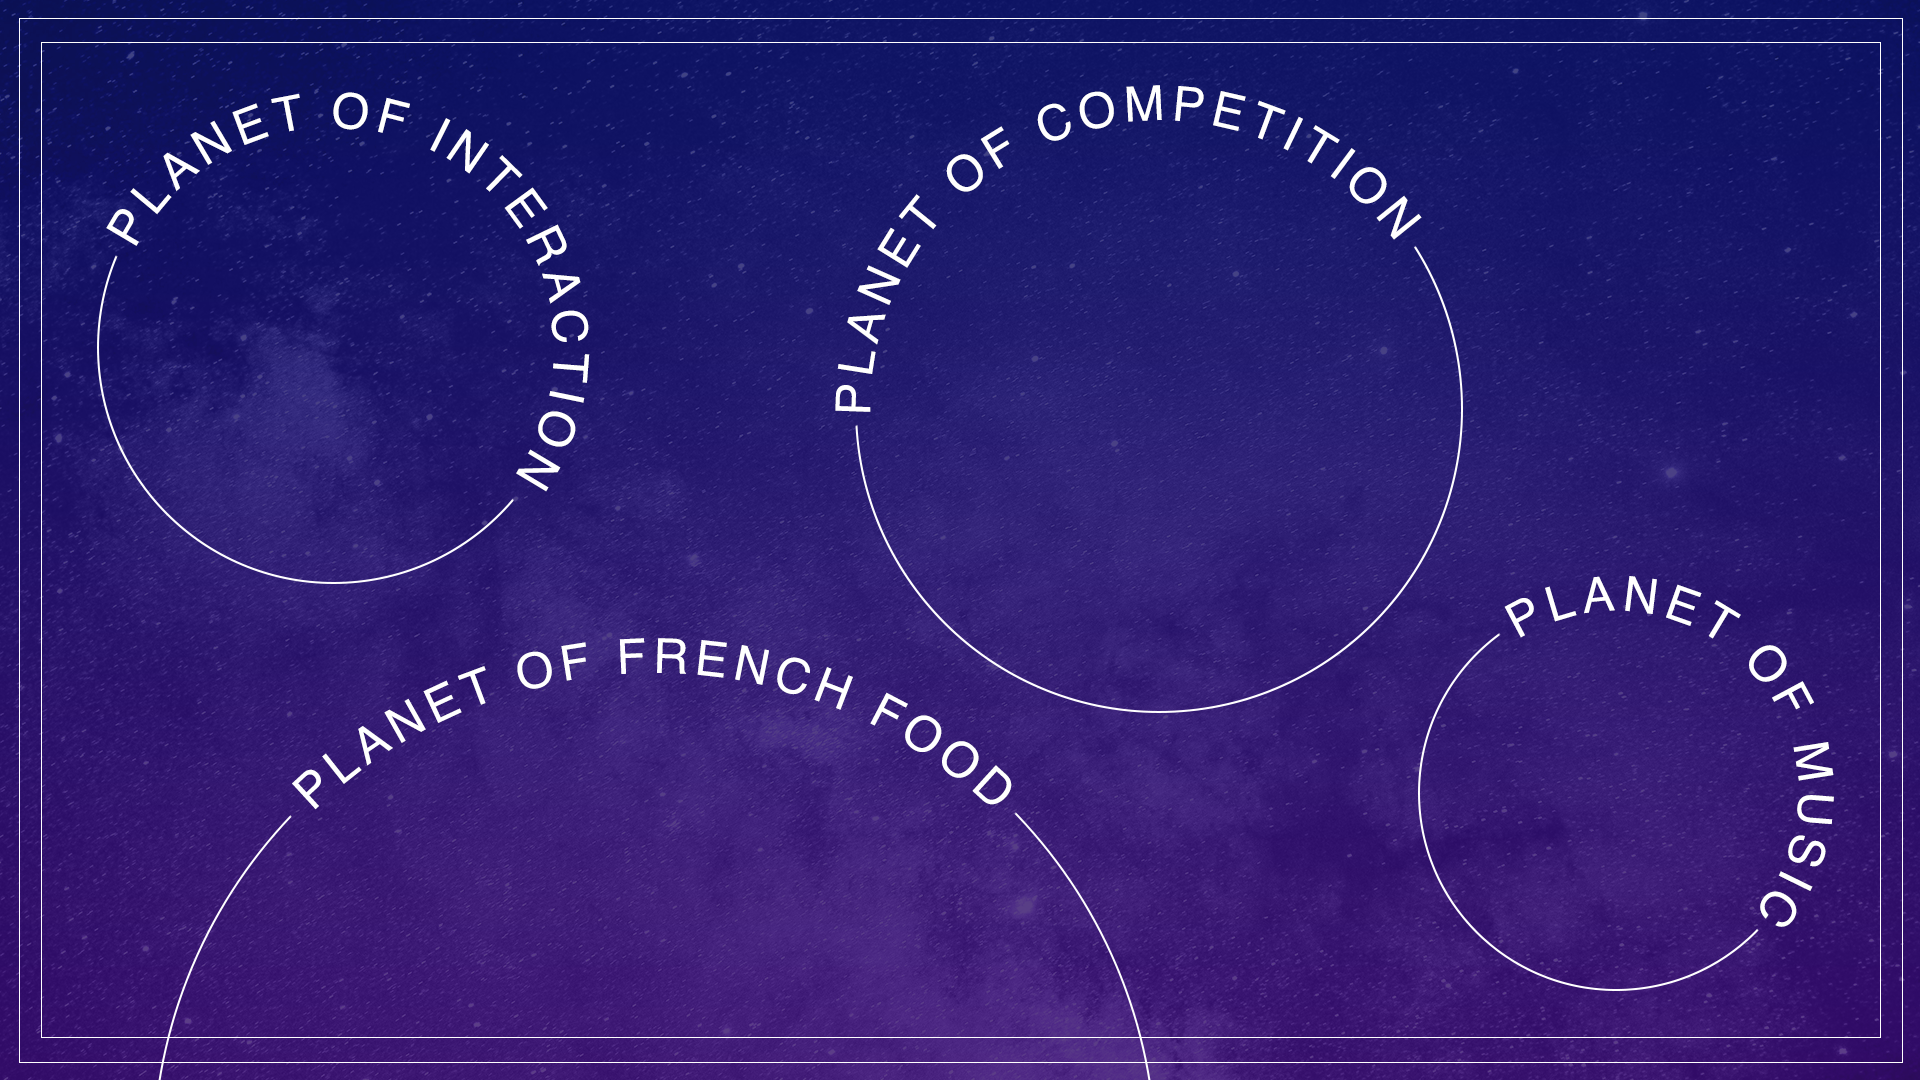 PLANET OF INTERACTION
PLANET OF COMPETITION
PLANET OF FRENCH FOOD
PLANET OF MUSIC